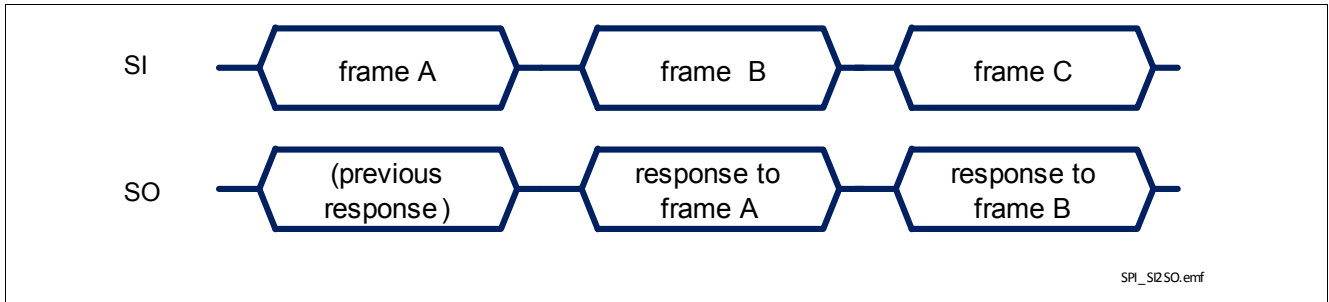 SI
frame A
frame B
frame C
SO
(previous
response)
response to
frame A
response to
frame B
SPI_SI2SO.emf